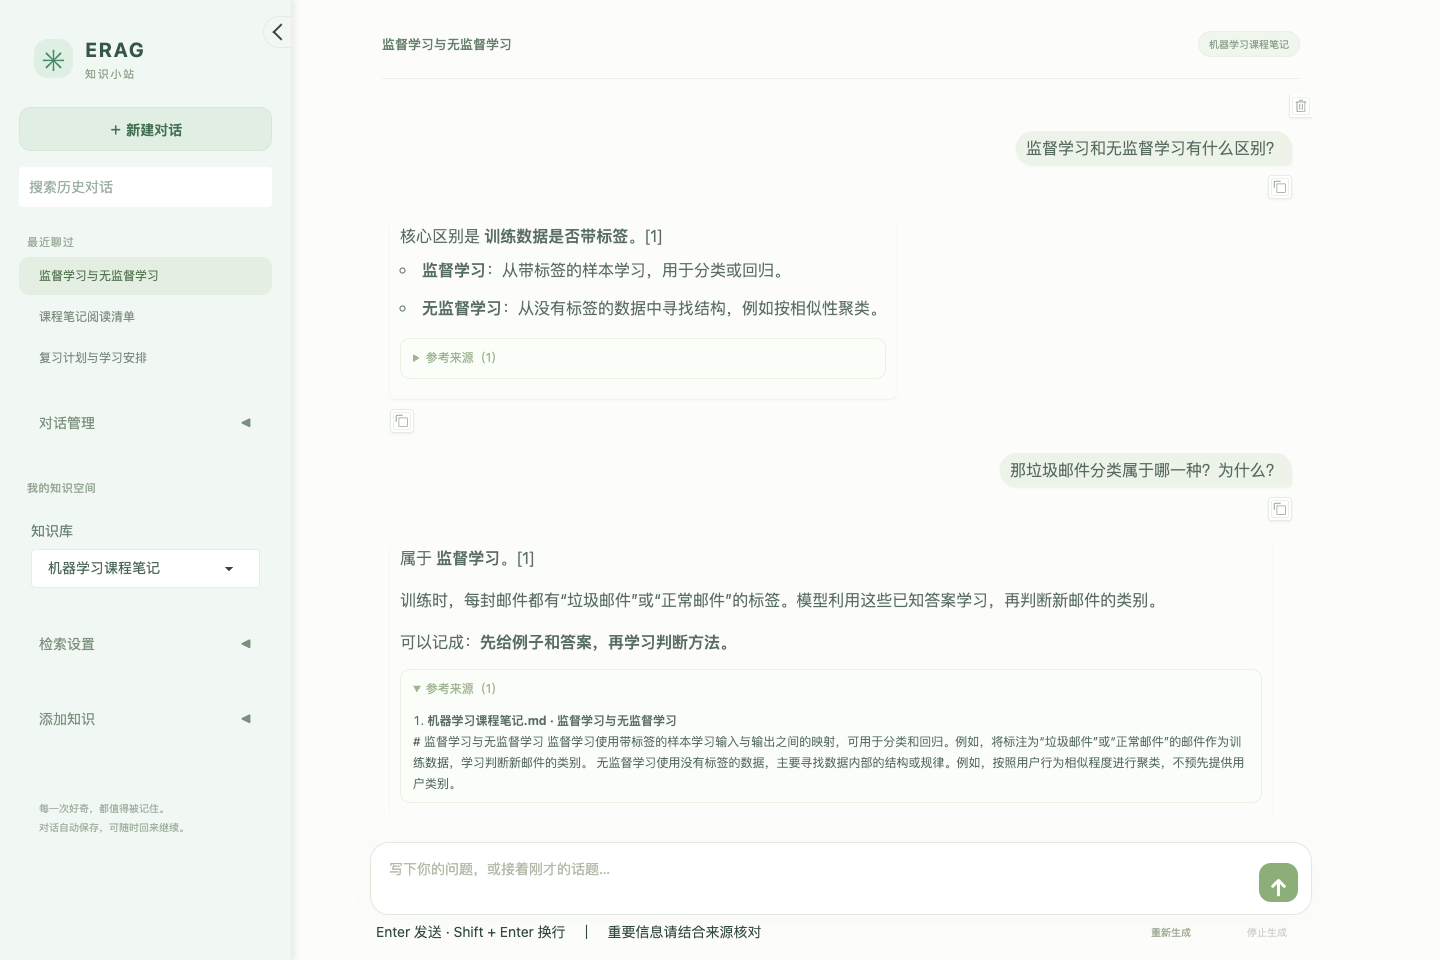 ERAG
知识小站
+ 新建对话
搜索历史对话
最近聊过
监督学习与无监督学习
课程笔记阅读清单
复习计划与学习安排
对话管理
我的知识空间
知识库
机器学习课程笔记
检索设置
添加知识
每一次好奇，都值得被记住。
对话自动保存，可随时回来继续。
监督学习与无监督学习
机器学习课程笔记
监督学习和无监督学习有什么区别？
核心区别是 训练数据是否带标签。[1]
监督学习：从带标签的样本学习，用于分类或回归。
无监督学习：从没有标签的数据中寻找结构，例如按相似性聚类。
参考来源（1）
那垃圾邮件分类属于哪一种？为什么？
属于 监督学习。[1]
训练时，每封邮件都有“垃圾邮件”或“正常邮件”的标签。模型利用这些已知答案学习，再判断新邮件的类别。
可以记成：先给例子和答案，再学习判断方法。
参考来源（1）
1. 机器学习课程笔记.md · 监督学习与无监督学习
# 监督学习与无监督学习 监督学习使用带标签的样本学习输入与输出之间的映射，可用于分类和回归。例如，将标注为“垃圾邮件”或“正常邮件”的邮件作为训
练数据，学习判断新邮件的类别。 无监督学习使用没有标签的数据，主要寻找数据内部的结构或规律。例如，按照用户行为相似程度进行聚类，不预先提供用
户类别。
写下你的问题，或接着刚才的话题...
Enter 发送 · Shift + Enter 换行 | 重要信息请结合来源核对
重新生成
停止生成